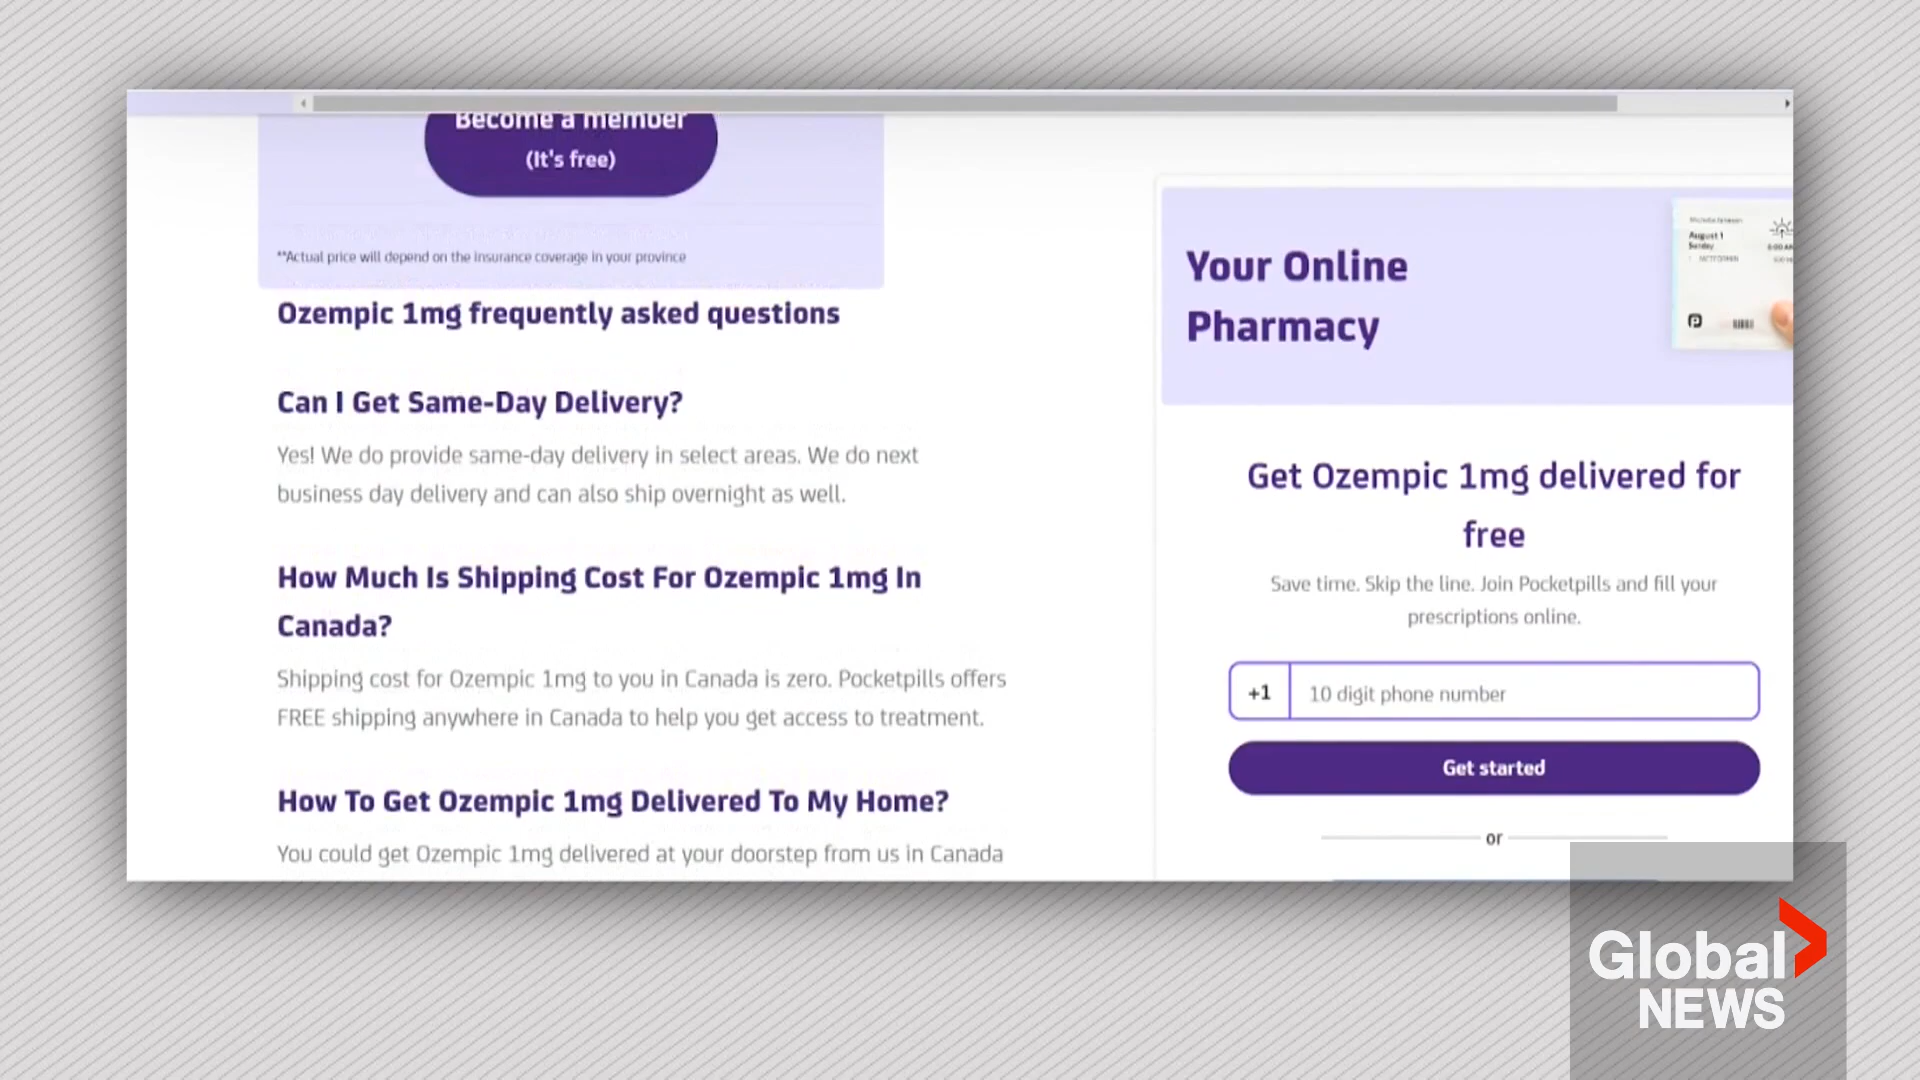 Become a member
(It's free)
**Actual price will depend on the insurance coverage in your province
Ozempic 1mg frequently asked questions
Can I Get Same-Day Delivery?
Yes! We do provide same-day delivery in select areas. We do next
business day delivery and can also ship overnight as well.
How Much Is Shipping Cost For Ozempic 1mg In
Canada?
Shipping cost for Ozempic 1mg to you in Canada is zero. Pocketpills offers
FREE shipping anywhere in Canada to help you get access to treatment.
How To Get Ozempic 1mg Delivered To My Home?
You could get Ozempic 1mg delivered at your doorstep from us in Canada
Your Online
Pharmacy
August 1
Sunday
Get Ozempic 1mg delivered for
free
Save time. Skip the line. Join Pocketpills and fill your
prescriptions online.
+1
10 digit phone number
Get started
or
Global
NEWS